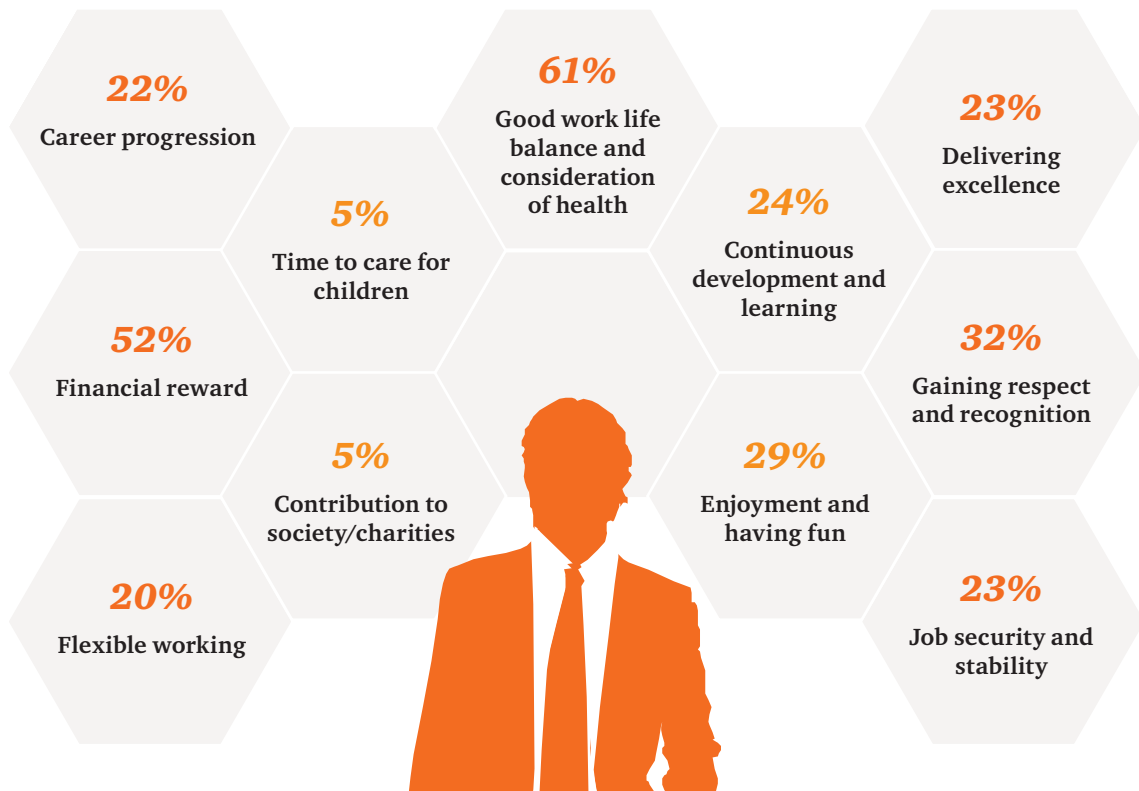 22%
Career progression
61%
Good work life
balance and
consideration
of health
23%
Delivering
excellence
5%
Time to care for
children
24%
Continuous
development and
learning
52%
Financial reward
32%
Gaining respect
and recognition
5%
Contribution to
society/charities
29%
Enjoyment and
having fun
20%
Flexible working
23%
Job security and
stability